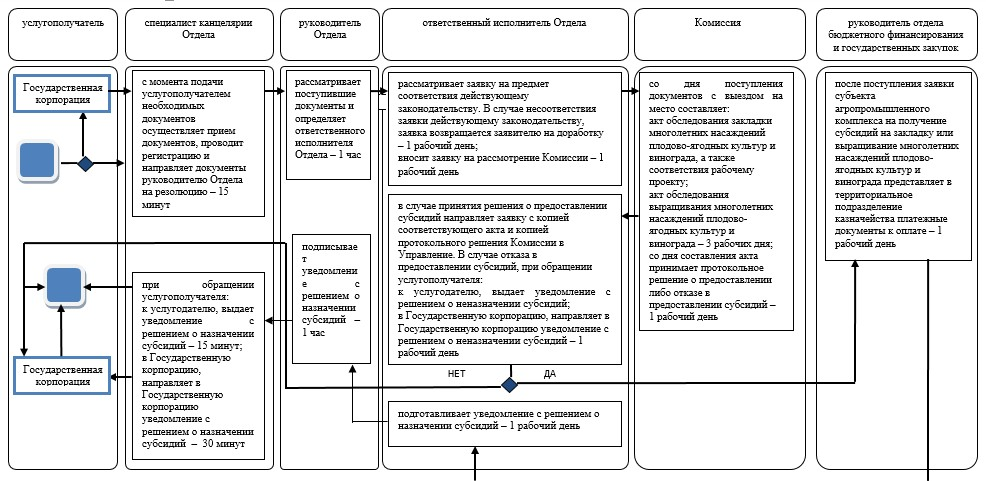 услугополучатель
специалист канцелярии
Отдела
руководитель
Отдела
ответственный исполнитель Отдела
Комиссия
руководитель отдела
бюджетного финансирования
и государственных закупок
Государственная
корпорация
с момента подачи
услугополучателем
необходимых
документов
осуществляет прием
документов, проводит
регистрацию и
направляет документы
руководителю Отдела
на резолюцию – 15
минут
рассматривает
поступившие
документы и
определяет
ответственного
исполнителя
Отдела – 1 час
рассматривает заявку на предмет
соответствия действующему
законодательству. В случае несоответствия
заявки действующему законодательству,
заявка возвращается заявителю на доработку
– 1 рабочий день;
вносит заявку на рассмотрение Комиссии – 1
рабочий день
со дня поступления
документов с выездом на
место составляет:
акт обследования закладки
многолетних насаждений
плодово-ягодных культур и
винограда, а также
соответствия рабочему
проекту;
акт обследования
выращивания многолетних
насаждений плодово-
ягодных культур и
винограда – 3 рабочих дня;
со дня составления акта
принимает протокольное
решение о предоставлении
либо отказе в
предоставлении субсидий –
1 рабочий день
после поступления заявки
субъекта
агропромышленного
комплекса на получение
субсидий на закладку или
выращивание многолетних
насаждений плодово-
ягодных культур и
винограда представляет в
территориальное
подразделение
казначейства платежные
документы к оплате – 1
рабочий день
в случае принятия решения о предоставлении
субсидий направляет заявку с копией
соответствующего акта и копией
протокольного решения Комиссии в
Управление. В случае отказа в
предоставлении субсидий, при обращении
услугополучателя:
к услугодателю, выдает уведомление с
решением о неназначении субсидий;
в Государственную корпорацию, направляет в
Государственную корпорацию уведомление с
решением о неназначении субсидий – 1
рабочий день
подписывае
т
уведомлени
е с
решением о
назначении
субсидий –
1 час
при обращении
услугополучателя:
к услугодателю, выдает
уведомление с
решением о назначении
субсидий – 15 минут;
в Государственную
корпорацию,
направляет в
Государственную
корпорацию
уведомление с
решением о назначении
субсидий – 30 минут
Государственная
корпорация
НЕТ
ДА
подготавливает уведомление с решением о
назначении субсидий – 1 рабочий день